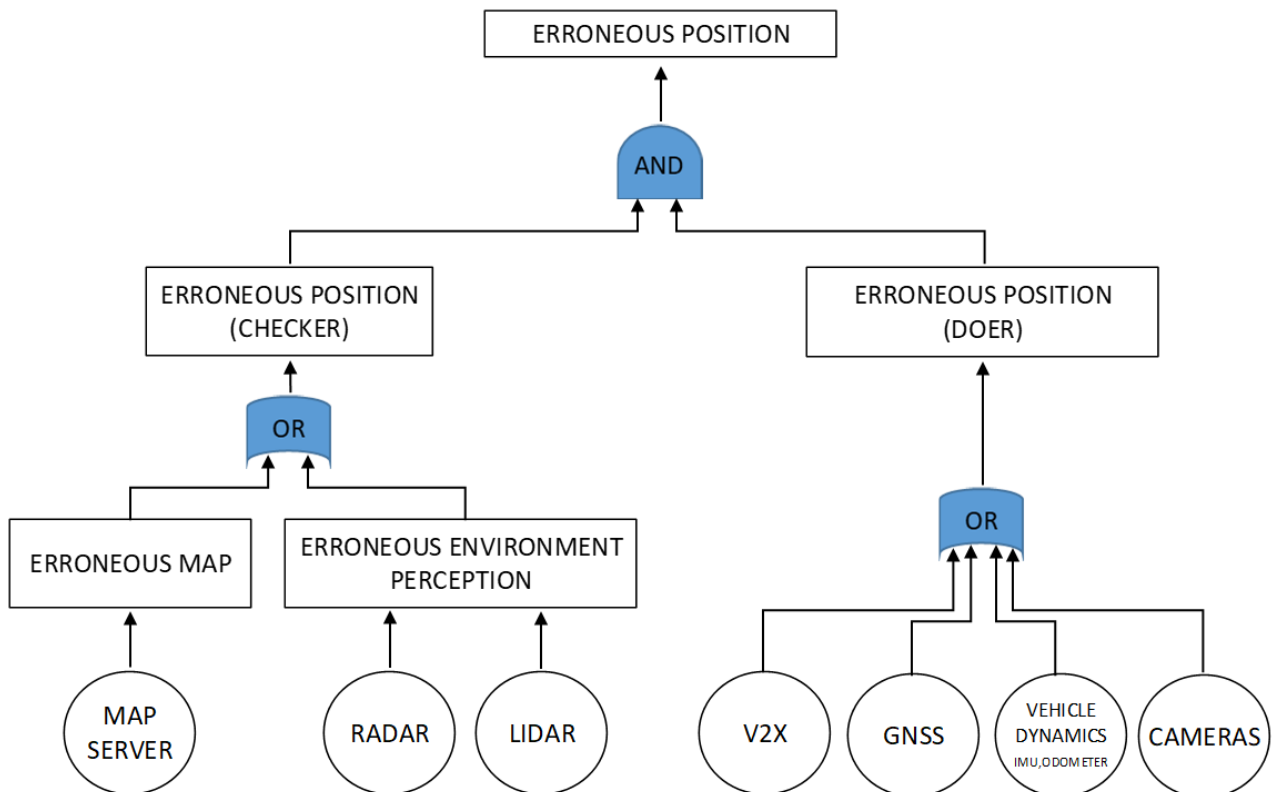 ERRONEOUS POSITION
AND
ERRONEOUS POSITION
(CHECKER)
ERRONEOUS POSITION
(DOER)
OR
OR
ERRONEOUS MAP
ERRONEOUS ENVIRONMENT
PERCEPTION
MAP
SERVER
RADAR
LIDAR
V2X
GNSS
VEHICLE
DYNAMICS
IMU,ODOMETER
CAMERAS